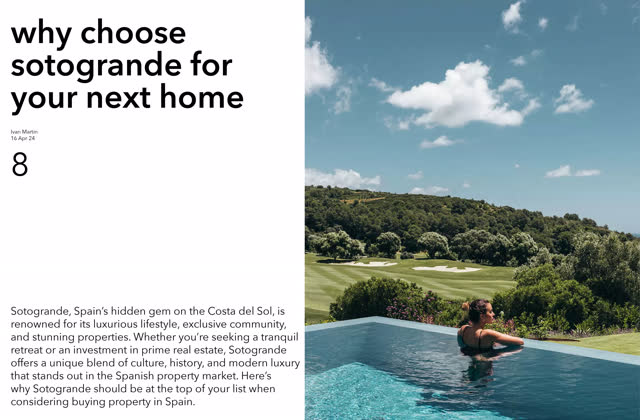 why choose
sotogrande for
your next home
Ivan Martin
16 Apr 24
8
Sotogrande, Spain's hidden gem on the Costa del Sol, is
renowned for its luxurious lifestyle, exclusive community,
and stunning properties. Whether you're seeking a tranquil
retreat or an investment in prime real estate, Sotogrande
offers a unique blend of culture, history, and modern luxury
that stands out in the Spanish property market. Here's
why Sotogrande should be at the top of your list when
considering buying property in Spain.